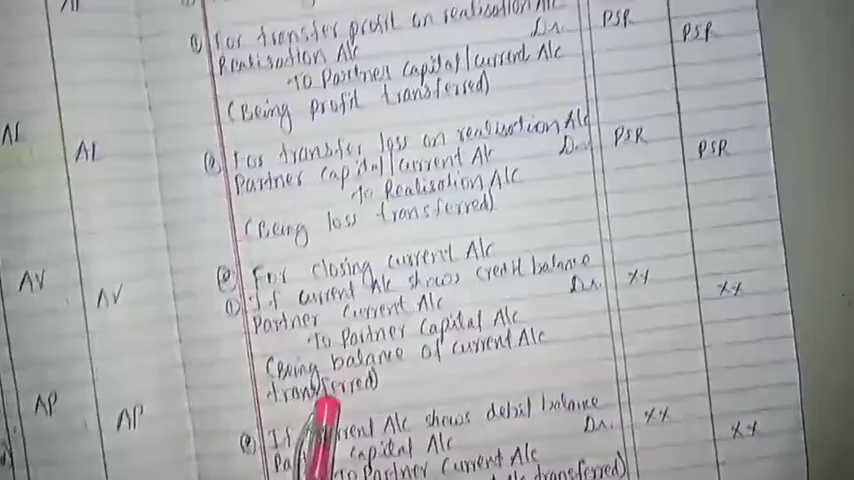 For transfer profit on realisation A/c
Realisation A/c Dr. PSR
To Partner Capital/Current A/c PSR
(Being profit transferred)
For transfer loss on realisation A/c
Partner Capital/Current A/c Dr. PSR
To Realisation A/c PSR
(Being loss transferred)
AL
AL
For closing current A/c
(1) If current A/c shows credit balance
Partner Current A/c Dr. xx
To Partner Capital A/c xx
(Being balance of current A/c
transferred)
AV
AV
(2) If A/c shows debit balance
Capital A/c Dr. xx
To Partner Current A/c xx
transferred)
AP
AP